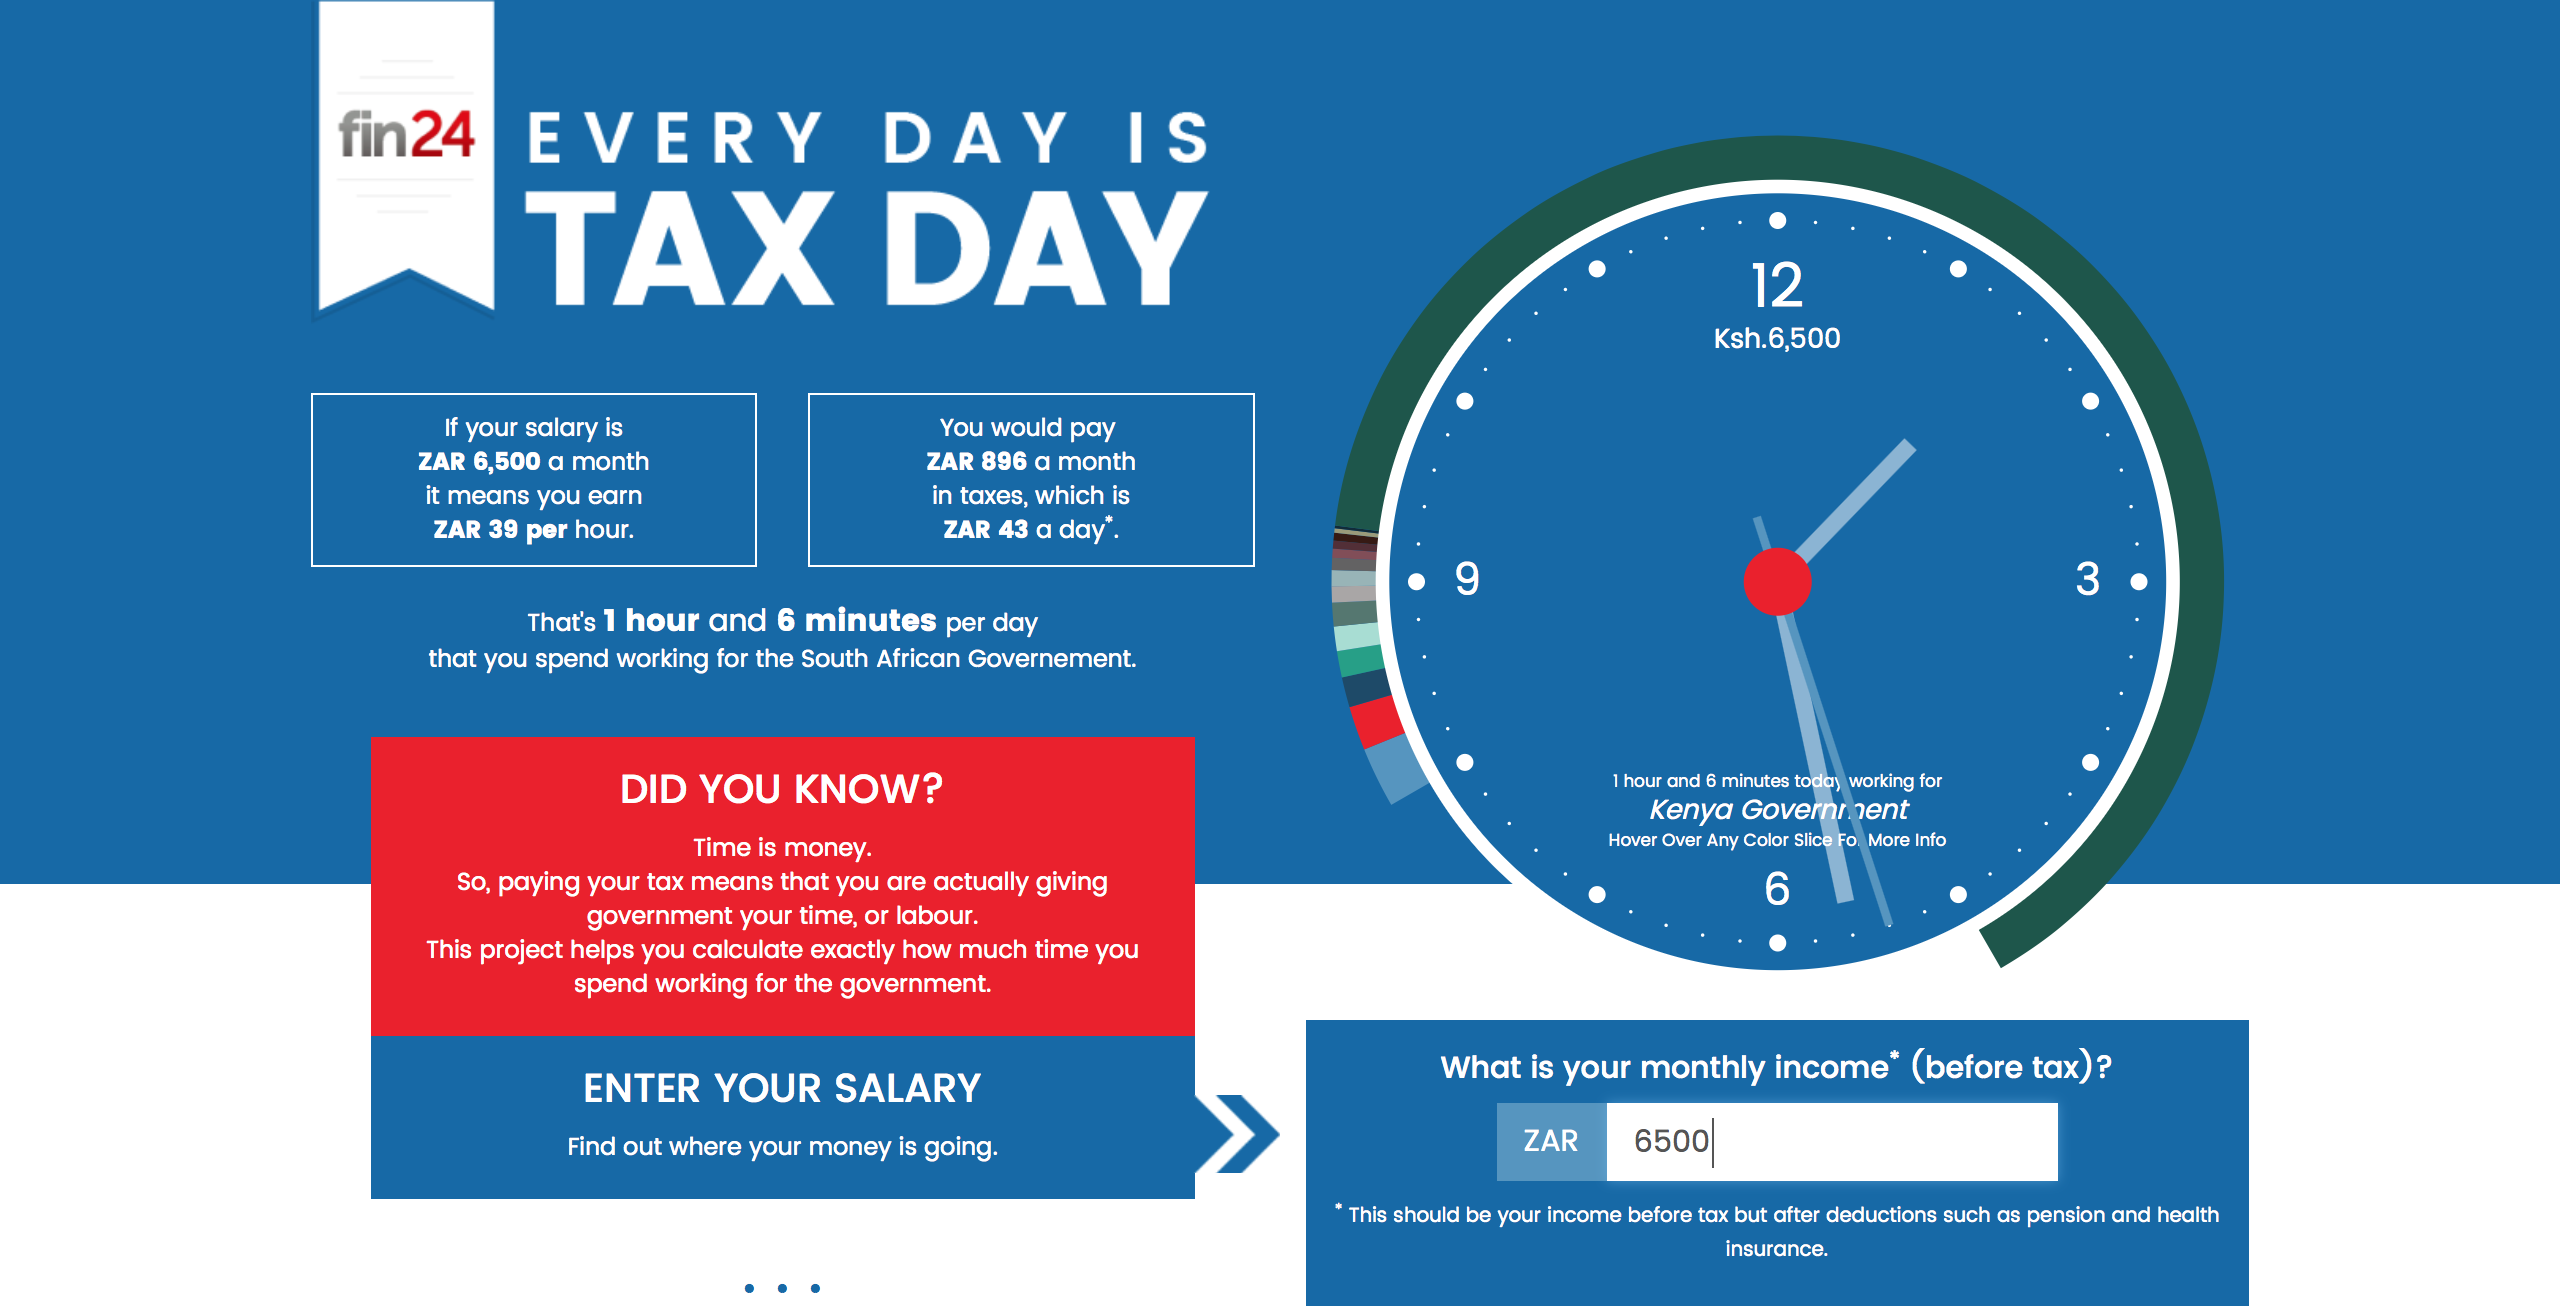 fin24
EVERY DAY IS
TAX DAY
If your salary is
ZAR 6,500 a month
it means you earn
ZAR 39 per hour.
You would pay
ZAR 896 a month
in taxes, which is
ZAR 43 a day*.
That's 1 hour and 6 minutes per day
that you spend working for the South African Governement.
DID YOU KNOW?
Time is money.
So, paying your tax means that you are actually giving
government your time, or labour.
This project helps you calculate exactly how much time you
spend working for the government.
ENTER YOUR SALARY
Find out where your money is going.
12
Ksh.6,500
9
3
1 hour and 6 minutes today working for
Kenya Government
Hover Over Any Color Slice For More Info
6
What is your monthly income* (before tax)?
ZAR
6500
* This should be your income before tax but after deductions such as pension and health
insurance.